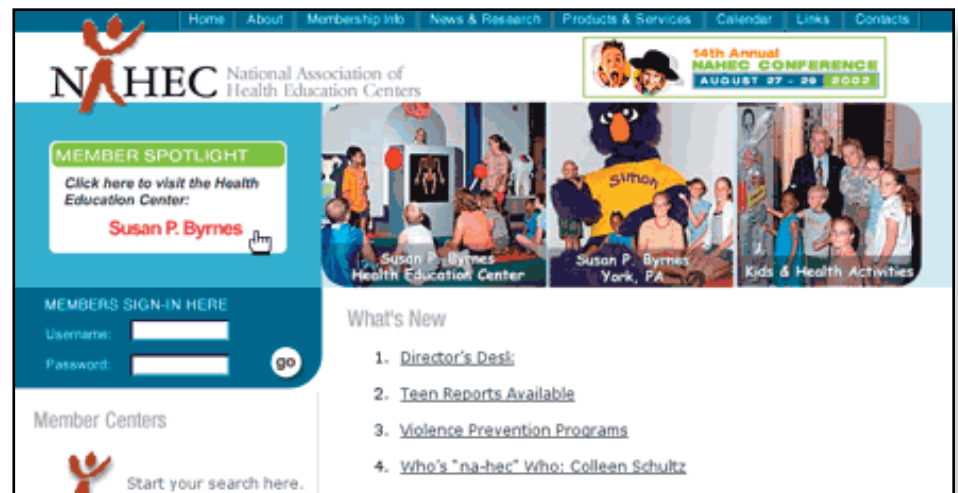 Home About Membership Info News & Research Products & Services Calendar Links Contacts
NAHEC National Association of
Health Education Centers
14th Annual
NAHEC CONFERENCE
AUGUST 27 - 29 2002
MEMBER SPOTLIGHT
Click here to visit the Health
Education Center:
Susan P. Byrnes
Simon
Susan P. Byrnes
Health Education Center
Susan P. Byrnes
York, PA
Kids & Health Activities
MEMBERS SIGN-IN HERE
Username:
Password:
go
What's New
1. Director's Desk
2. Teen Reports Available
3. Violence Prevention Programs
4. Who's "na-hec" Who: Colleen Schultz
Member Centers
Start your search here.